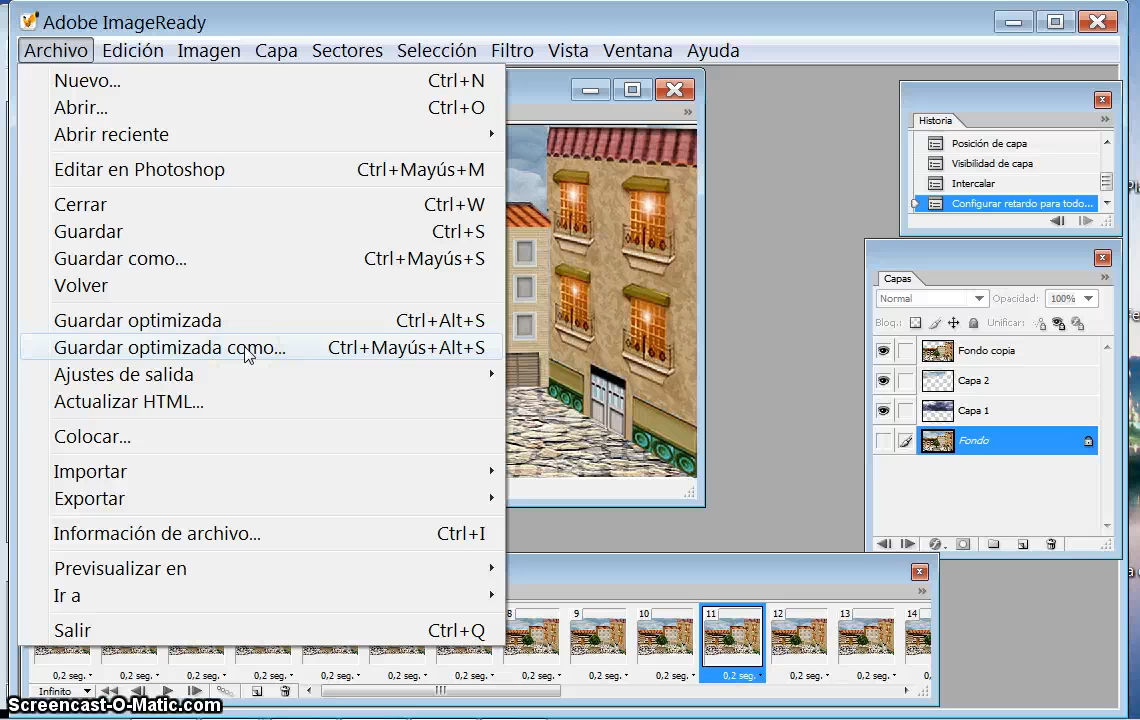 Adobe ImageReady
Archivo Edición Imagen Capa Sectores Selección Filtro Vista Ventana Ayuda
Nuevo... Ctrl+N
Abrir... Ctrl+O
Abrir reciente
Editar en Photoshop Ctrl+Mayús+M
Cerrar Ctrl+W
Guardar Ctrl+S
Guardar como... Ctrl+Mayús+S
Volver
Guardar optimizada Ctrl+Alt+S
Guardar optimizada como... Ctrl+Mayús+Alt+S
Ajustes de salida
Actualizar HTML...
Colocar...
Importar
Exportar
Información de archivo... Ctrl+I
Previsualizar en
Ir a
Salir Ctrl+Q
Historia
Posición de capa
Visibilidad de capa
Intercalar
Configurar retardo para todo...
Capas
Normal Opacidad: 100%
Bloq.: Unificar:
Fondo copia
Capa 2
Capa 1
Fondo
8 9 10 11 12 13 14
0,2 seg. 0,2 seg. 0,2 seg. 0,2 seg. 0,2 seg. 0,2 seg. 0,2 seg. 0,2 seg. 0,2 seg. 0,2 seg. 0,2 seg. 0,2 seg. 0,2 seg.
Infinito
Screencast-O-Matic.com